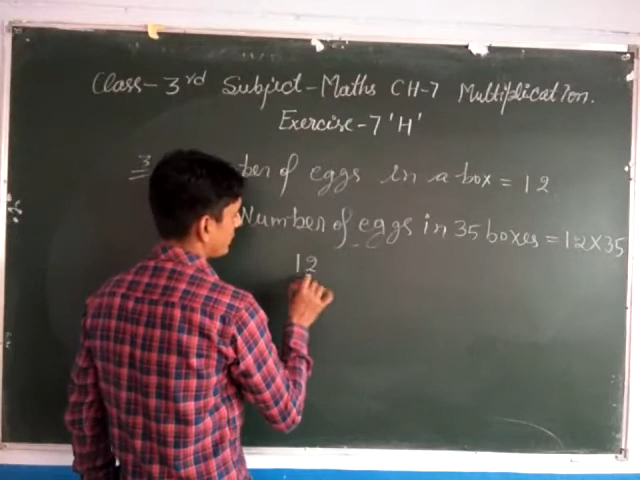 Class-3rd Subject-Maths CH-7 Multiplication.
Exercise-7'H'
3 ber of eggs in a box = 12
Number of eggs in 35 boxes = 12X35
12